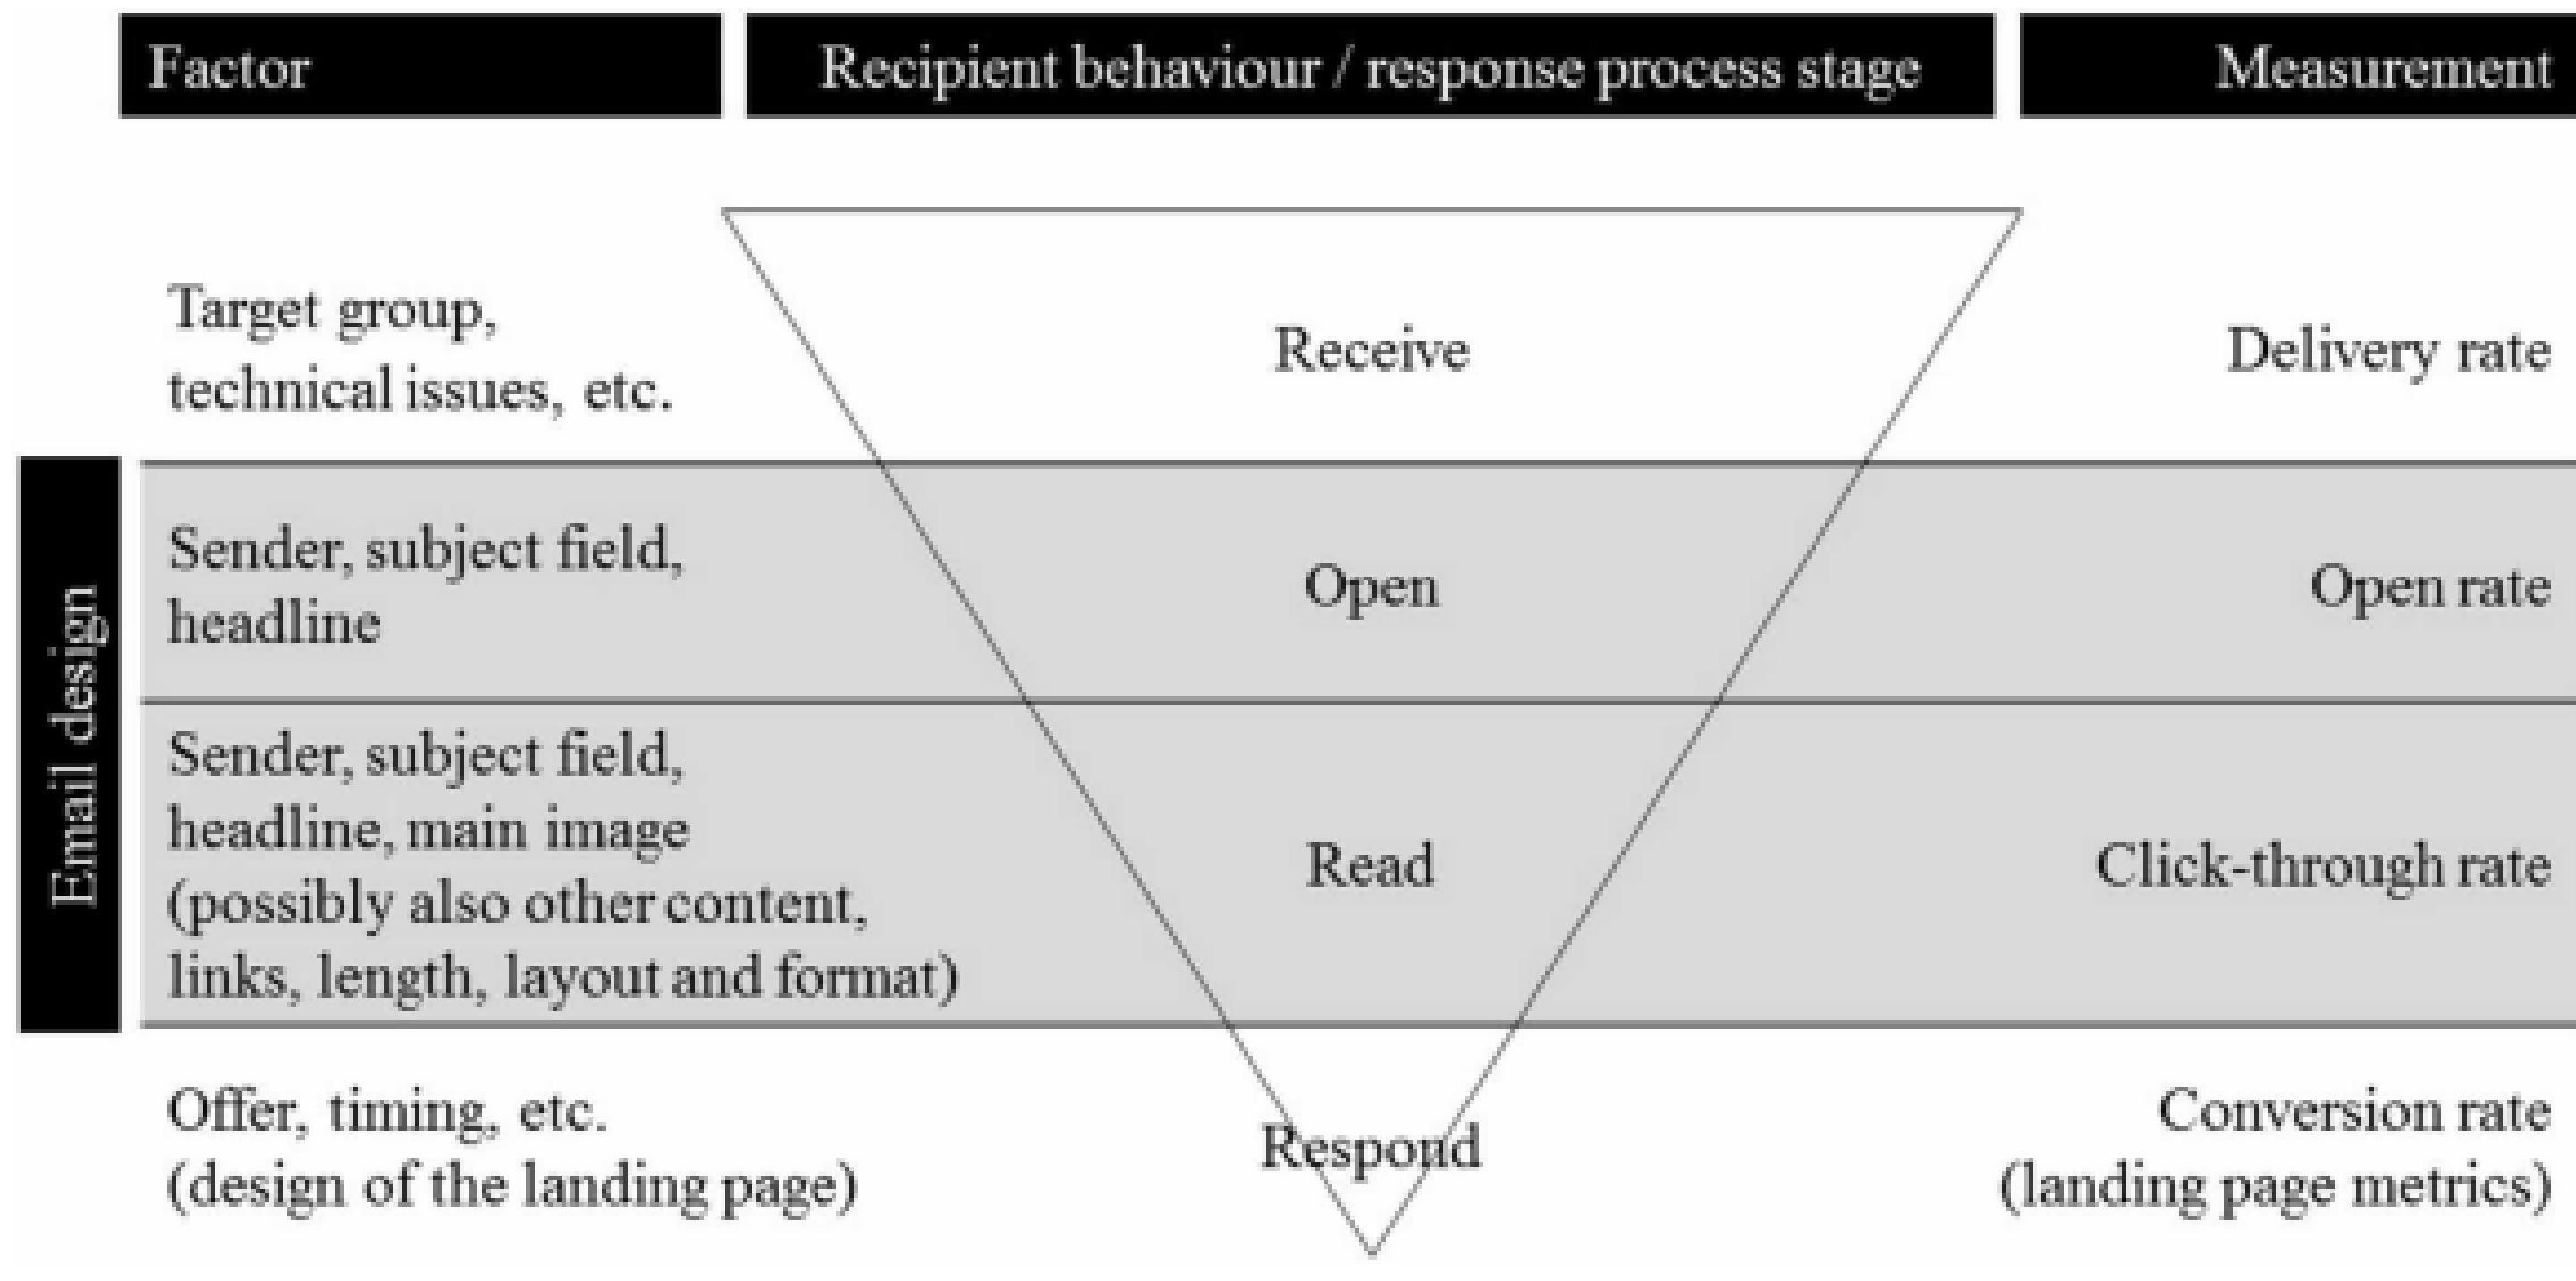 Factor
Recipient behaviour / response process stage
Measurement
Target group,
technical issues, etc.
Receive
Delivery rate
Email design
Sender, subject field,
headline
Open
Open rate
Sender, subject field,
headline, main image
(possibly also other content,
links, length, layout and format)
Read
Click-through rate
Offer, timing, etc.
(design of the landing page)
Respond
Conversion rate
(landing page metrics)